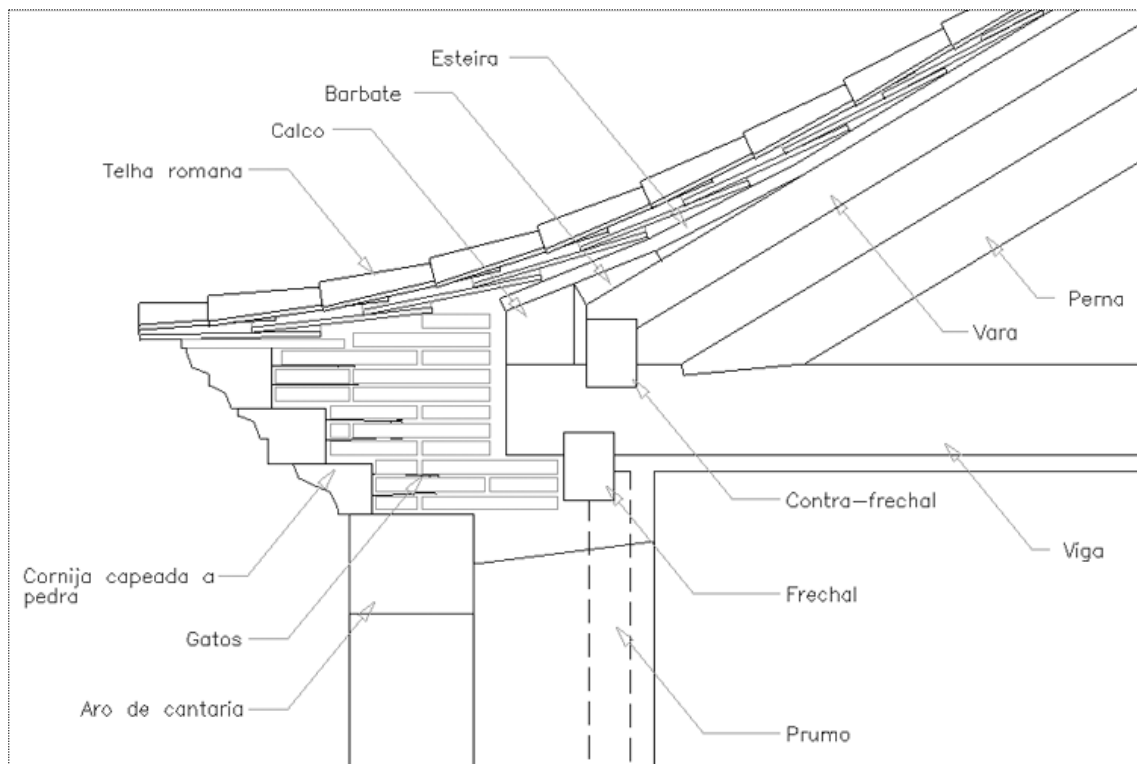 Esteira
Barbate
Calco
Telha romana
Perna
Vara
Contra-frechal
Viga
Cornija capeada a
pedra
Frechal
Gatos
Aro de cantaria
Prumo